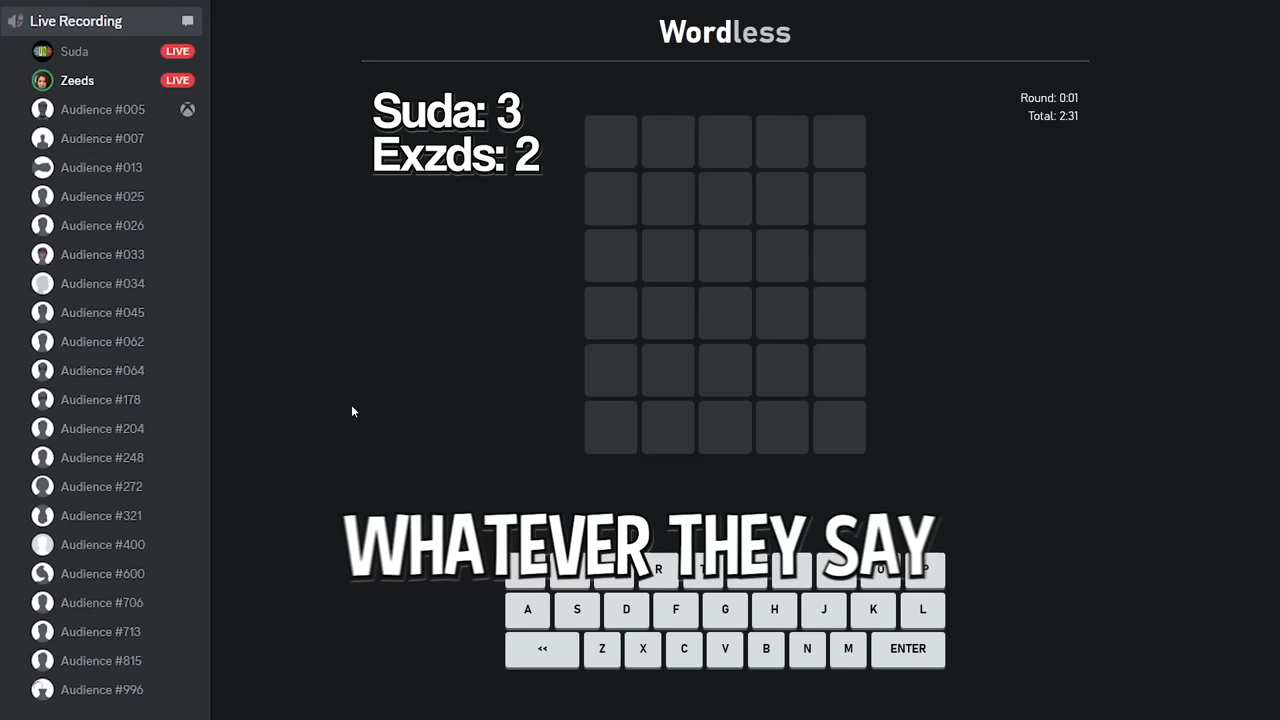 Live Recording
Suda LIVE
Zeeds LIVE
Audience #005
Audience #007
Audience #013
Audience #025
Audience #026
Audience #033
Audience #034
Audience #045
Audience #062
Audience #064
Audience #178
Audience #204
Audience #248
Audience #272
Audience #321
Audience #400
Audience #600
Audience #706
Audience #713
Audience #815
Audience #996
Wordless
Suda: 3
Exzds: 2
Round: 0:01
Total: 2:31
WHATEVER THEY SAY
R
A S D F G H J K L
<< Z X C V B N M ENTER